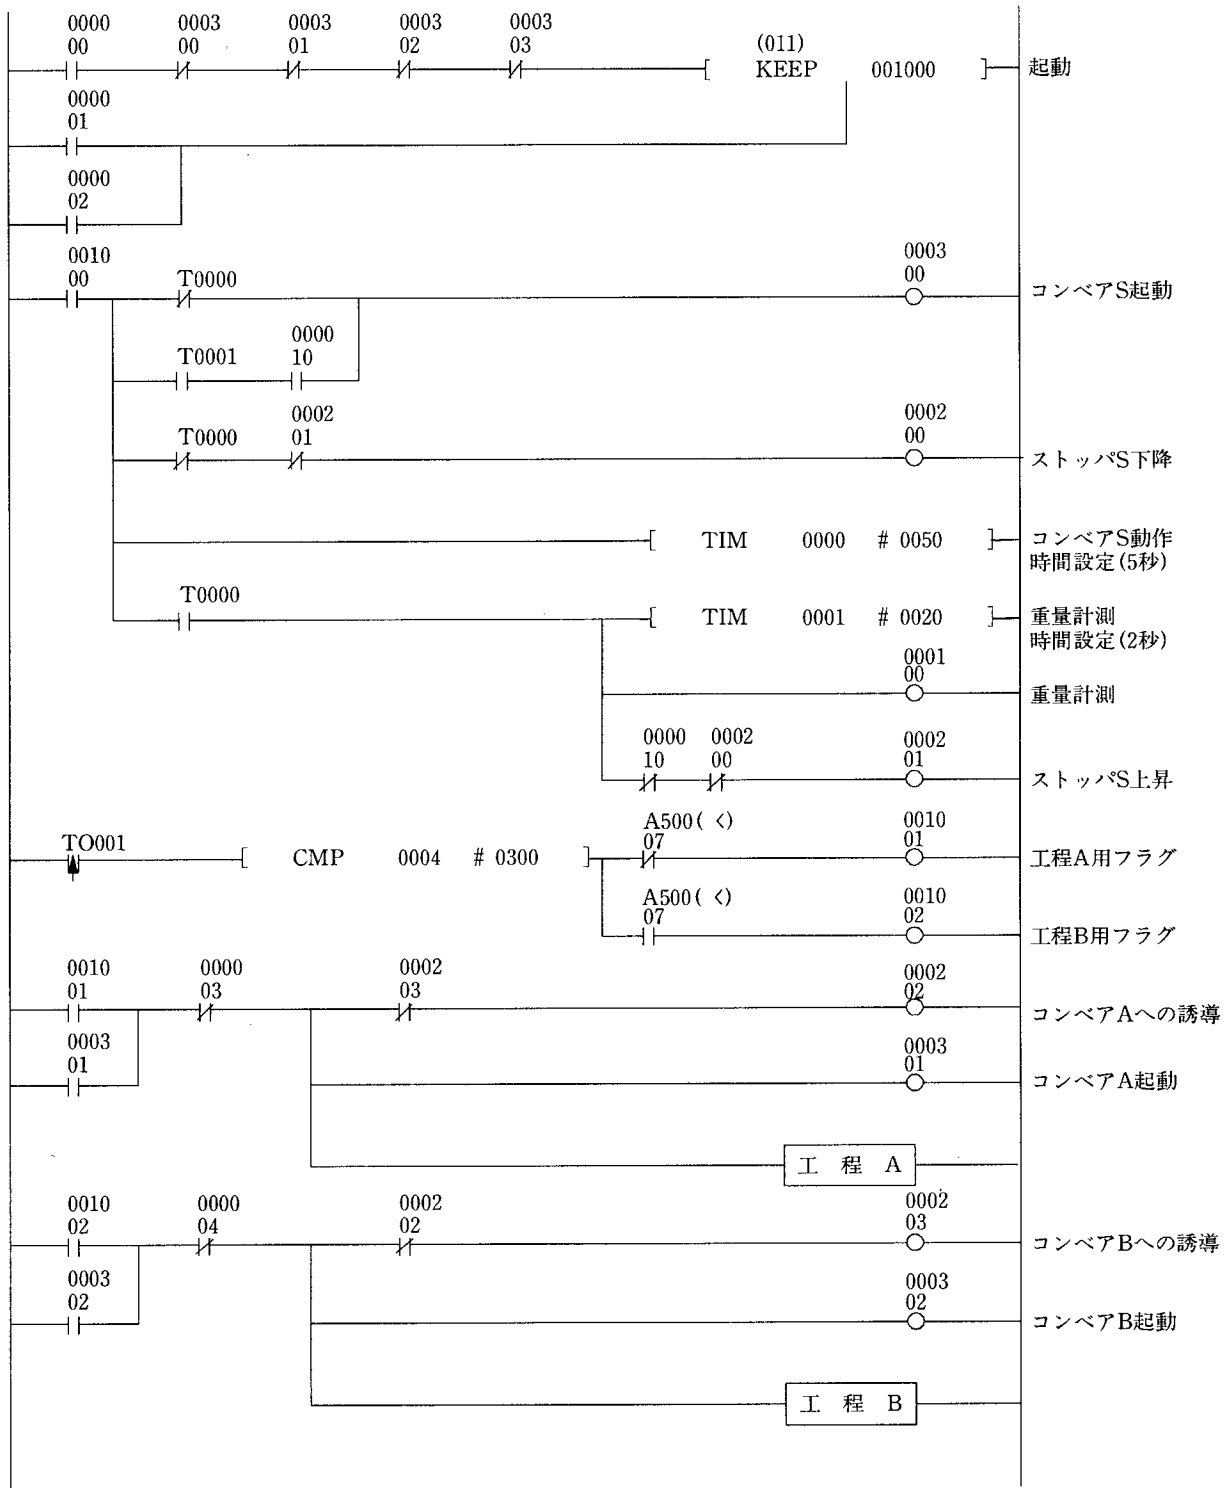 0000 0003 0003 0003 0003
00 00 01 02 03
(011)
KEEP 001000
起動
0000
01
0000
02
0010
00
T0000
0003
00
コンベアS起動
T0001
0000
10
T0000
0002
01
0002
00
ストッパS下降
TIM 0000 # 0050
コンベアS動作
時間設定(5秒)
T0000
TIM 0001 # 0020
重量計測
時間設定(2秒)
0001
00
重量計測
0000 0002
10 00
0002
01
ストッパS上昇
TO001
CMP 0004 # 0300
A500( <)
07
0010
01
工程A用フラグ
A500( <)
07
0010
02
工程B用フラグ
0010 0000 0002
01 03 03
0002
02
コンベアAへの誘導
0003
01
0003
01
コンベアA起動
工 程 A
0010 0000 0002
02 04 02
0002
03
コンベアBへの誘導
0003
02
0003
02
コンベアB起動
工 程 B